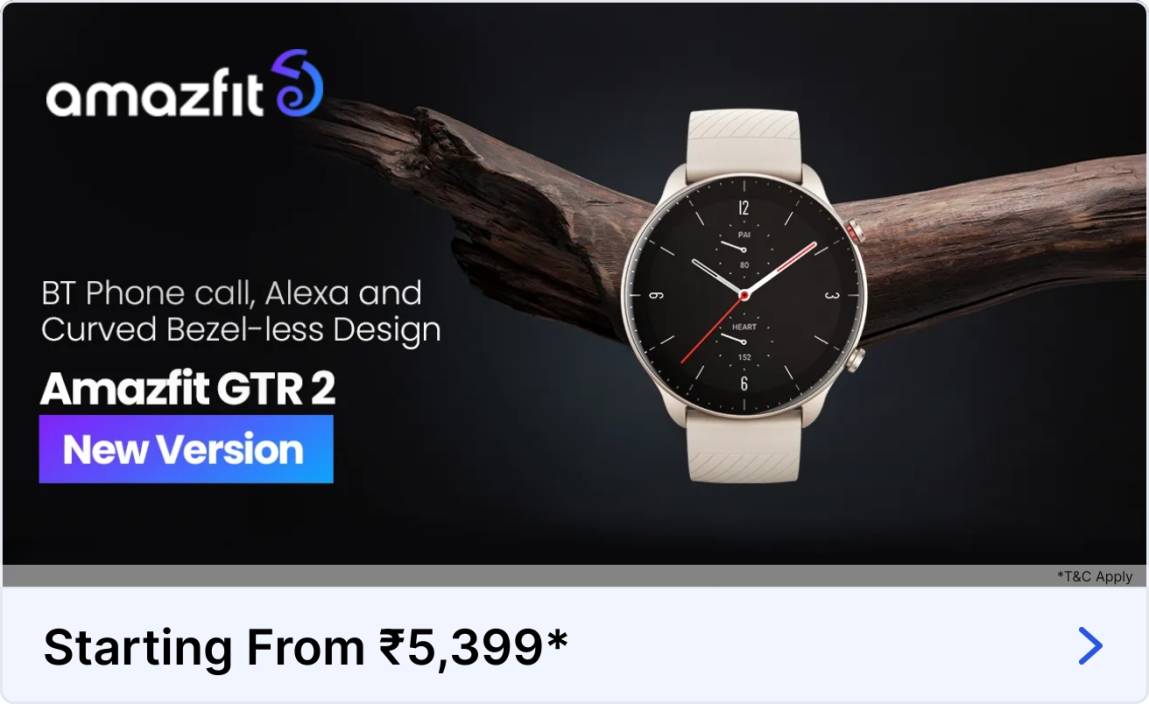 amazfit
BT Phone call, Alexa and
Curved Bezel-less Design
Amazfit GTR 2
New Version
12
PAI
80
9
3
HEART
152
6
*T&C Apply
Starting From ₹5,399*